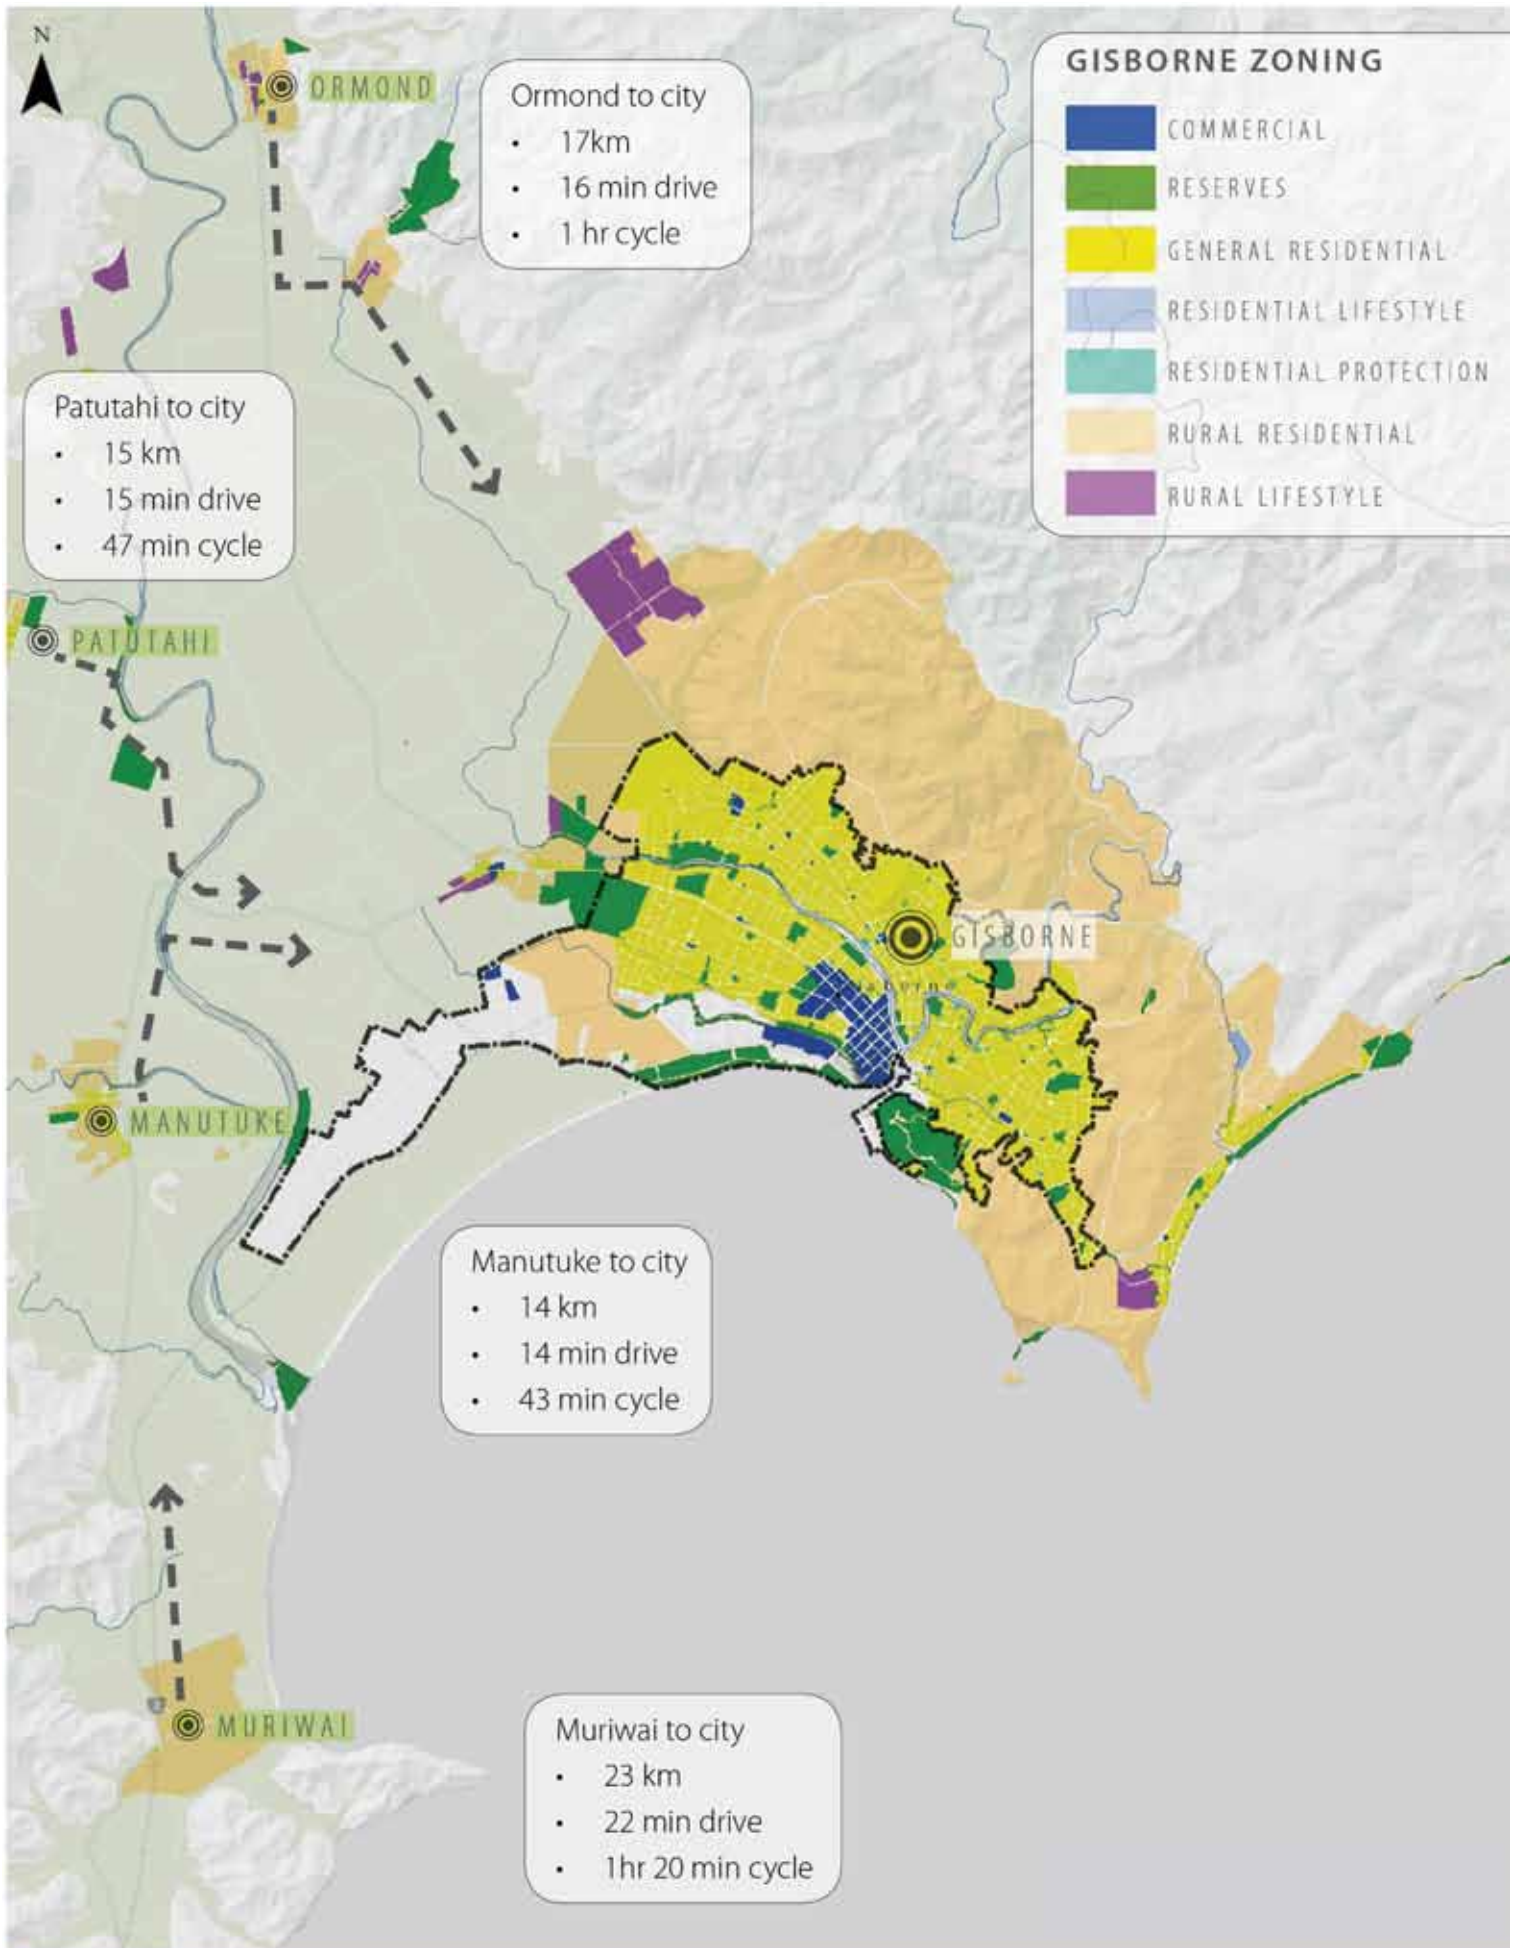 N
ORMOND
Ormond to city
• 17km
• 16 min drive
• 1 hr cycle
GISBORNE ZONING
COMMERCIAL
RESERVES
GENERAL RESIDENTIAL
RESIDENTIAL LIFESTYLE
RESIDENTIAL PROTECTION
RURAL RESIDENTIAL
RURAL LIFESTYLE
Patutahi to city
• 15 km
• 15 min drive
• 47 min cycle
PATUTAHI
GISBORNE
MANUTUKE
Manutuke to city
• 14 km
• 14 min drive
• 43 min cycle
MURIWAI
Muriwai to city
• 23 km
• 22 min drive
• 1hr 20 min cycle